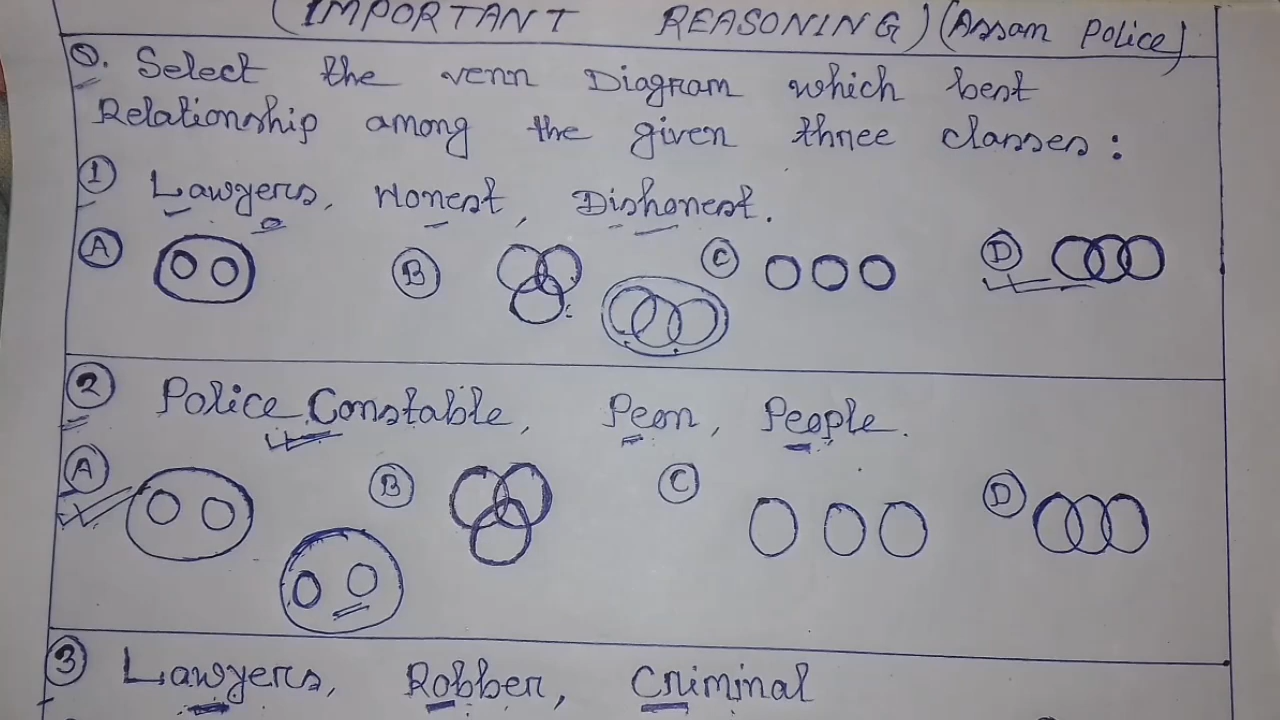 (IMPORTANT REASONING) (Assam Police)
Q. Select the venn Diagram which best
Relationship among the given three classes:
1 Lawyers, Honest, Dishonest.
A B C D
2 Police Constable, Peon, People.
A B C D
3 Lawyers, Robber, Criminal